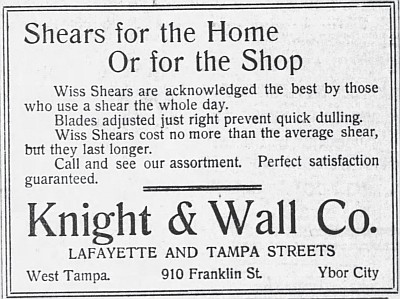 Shears for the Home
Or for the Shop
Wiss Shears are acknowledged the best by those
who use a shear the whole day.
Blades adjusted just right prevent quick dulling.
Wiss Shears cost no more than the average shear,
but they last longer.
Call and see our assortment. Perfect satisfaction
guaranteed.
Knight & Wall Co.
LAFAYETTE AND TAMPA STREETS
West Tampa. 910 Franklin St. Ybor City